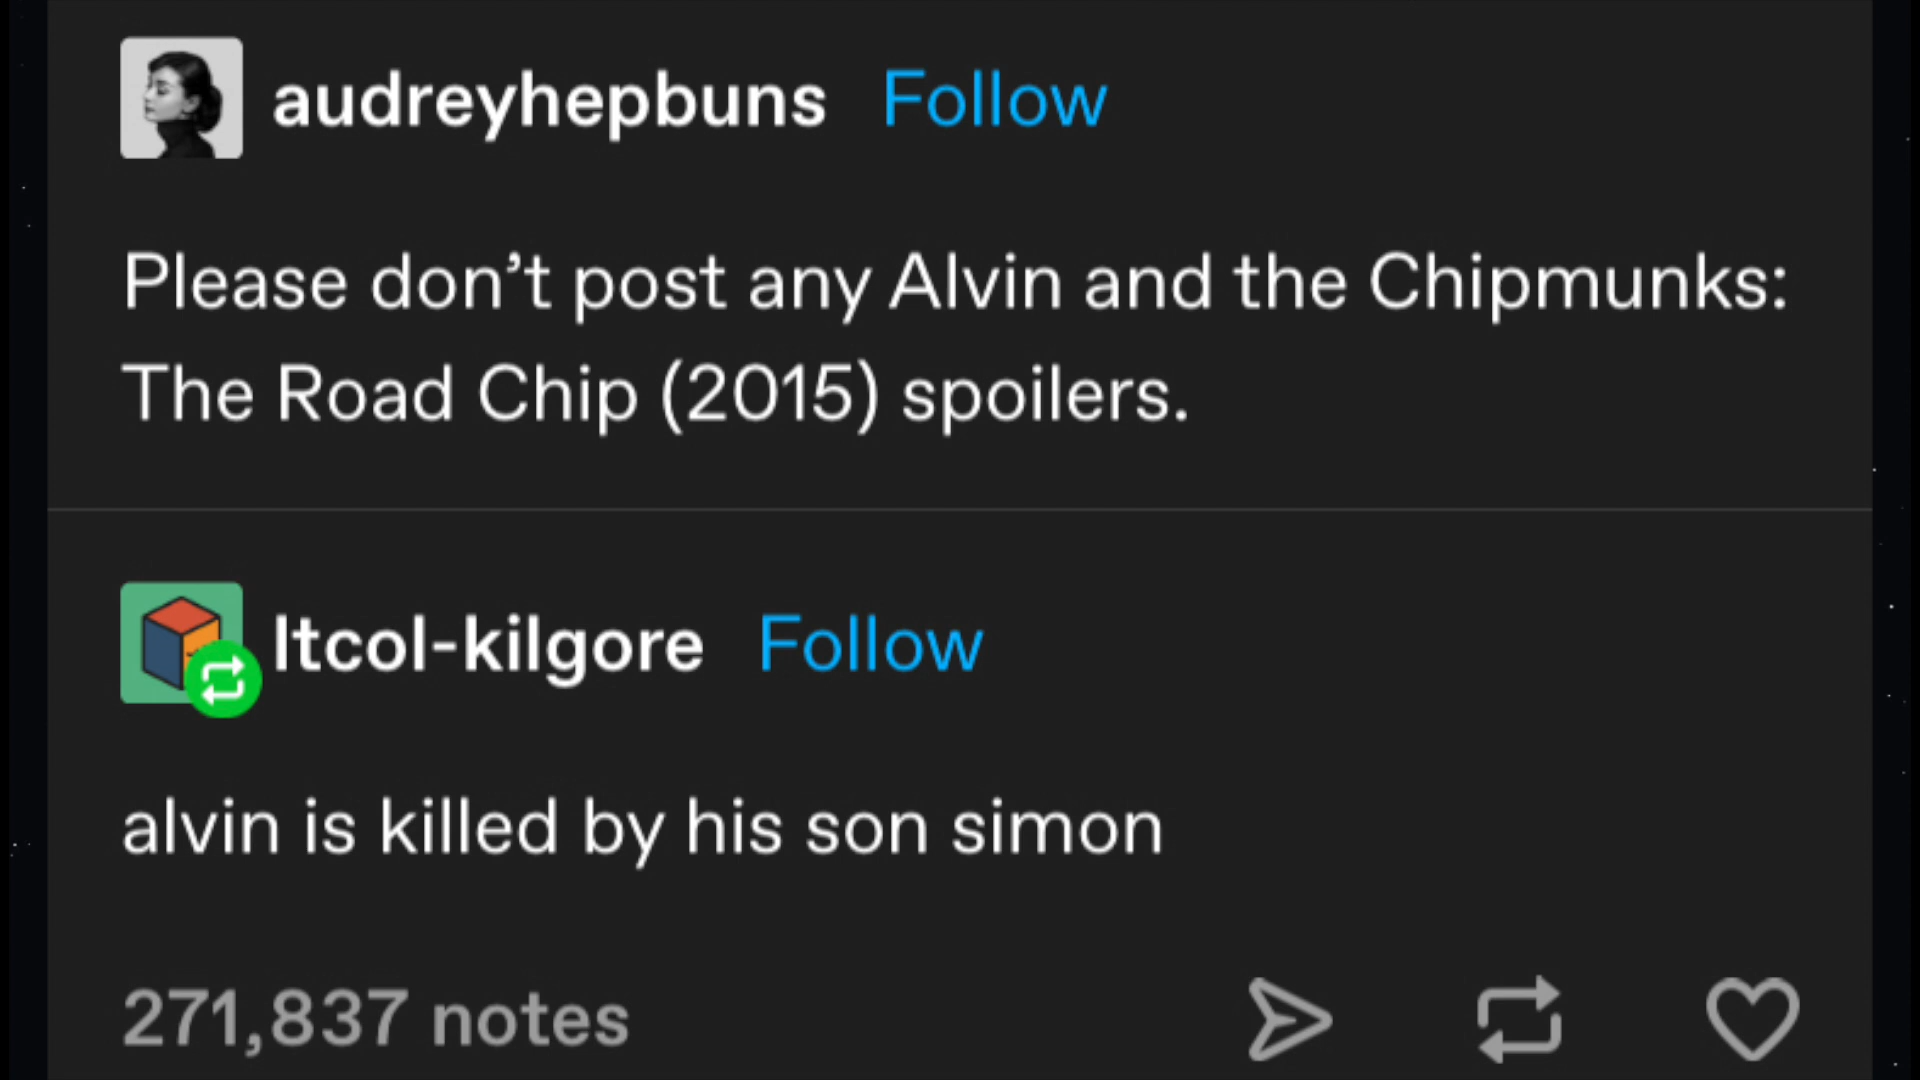 audreyhepbuns Follow
Please don’t post any Alvin and the Chipmunks:
The Road Chip (2015) spoilers.
ltcol-kilgore Follow
alvin is killed by his son simon
271,837 notes